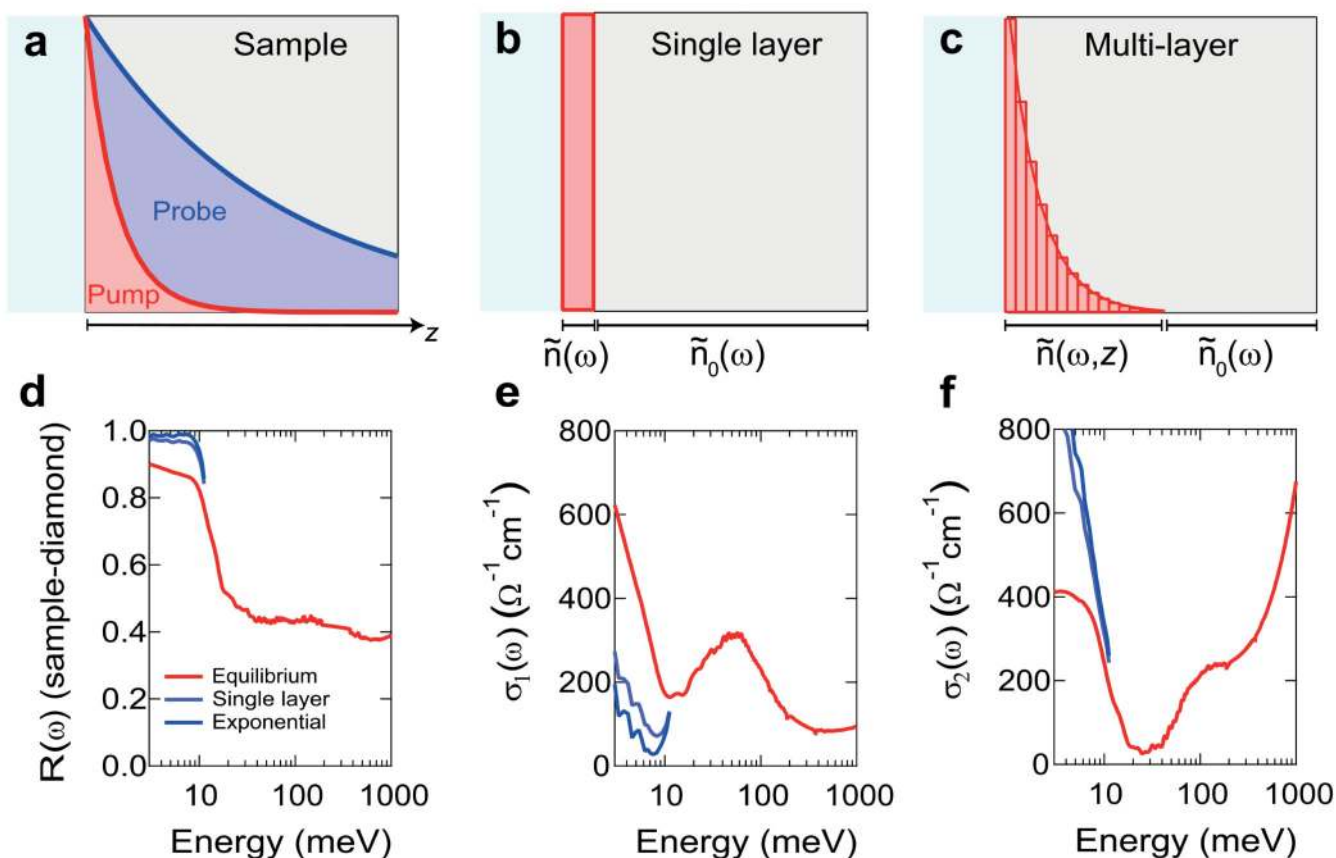 a
Sample
Probe
Pump
z
b
Single layer
ñ(ω)
ñ₀(ω)
c
Multi-layer
ñ(ω,z)
ñ₀(ω)
d
R(ω) (sample-diamond)
1.0
0.8
0.6
0.4
0.2
0.0
Equilibrium
Single layer
Exponential
10
100
1000
Energy (meV)
e
σ₁(ω) (Ω⁻¹cm⁻¹)
800
600
400
200
0
10
100
1000
Energy (meV)
f
σ₂(ω) (Ω⁻¹cm⁻¹)
800
600
400
200
0
10
100
1000
Energy (meV)